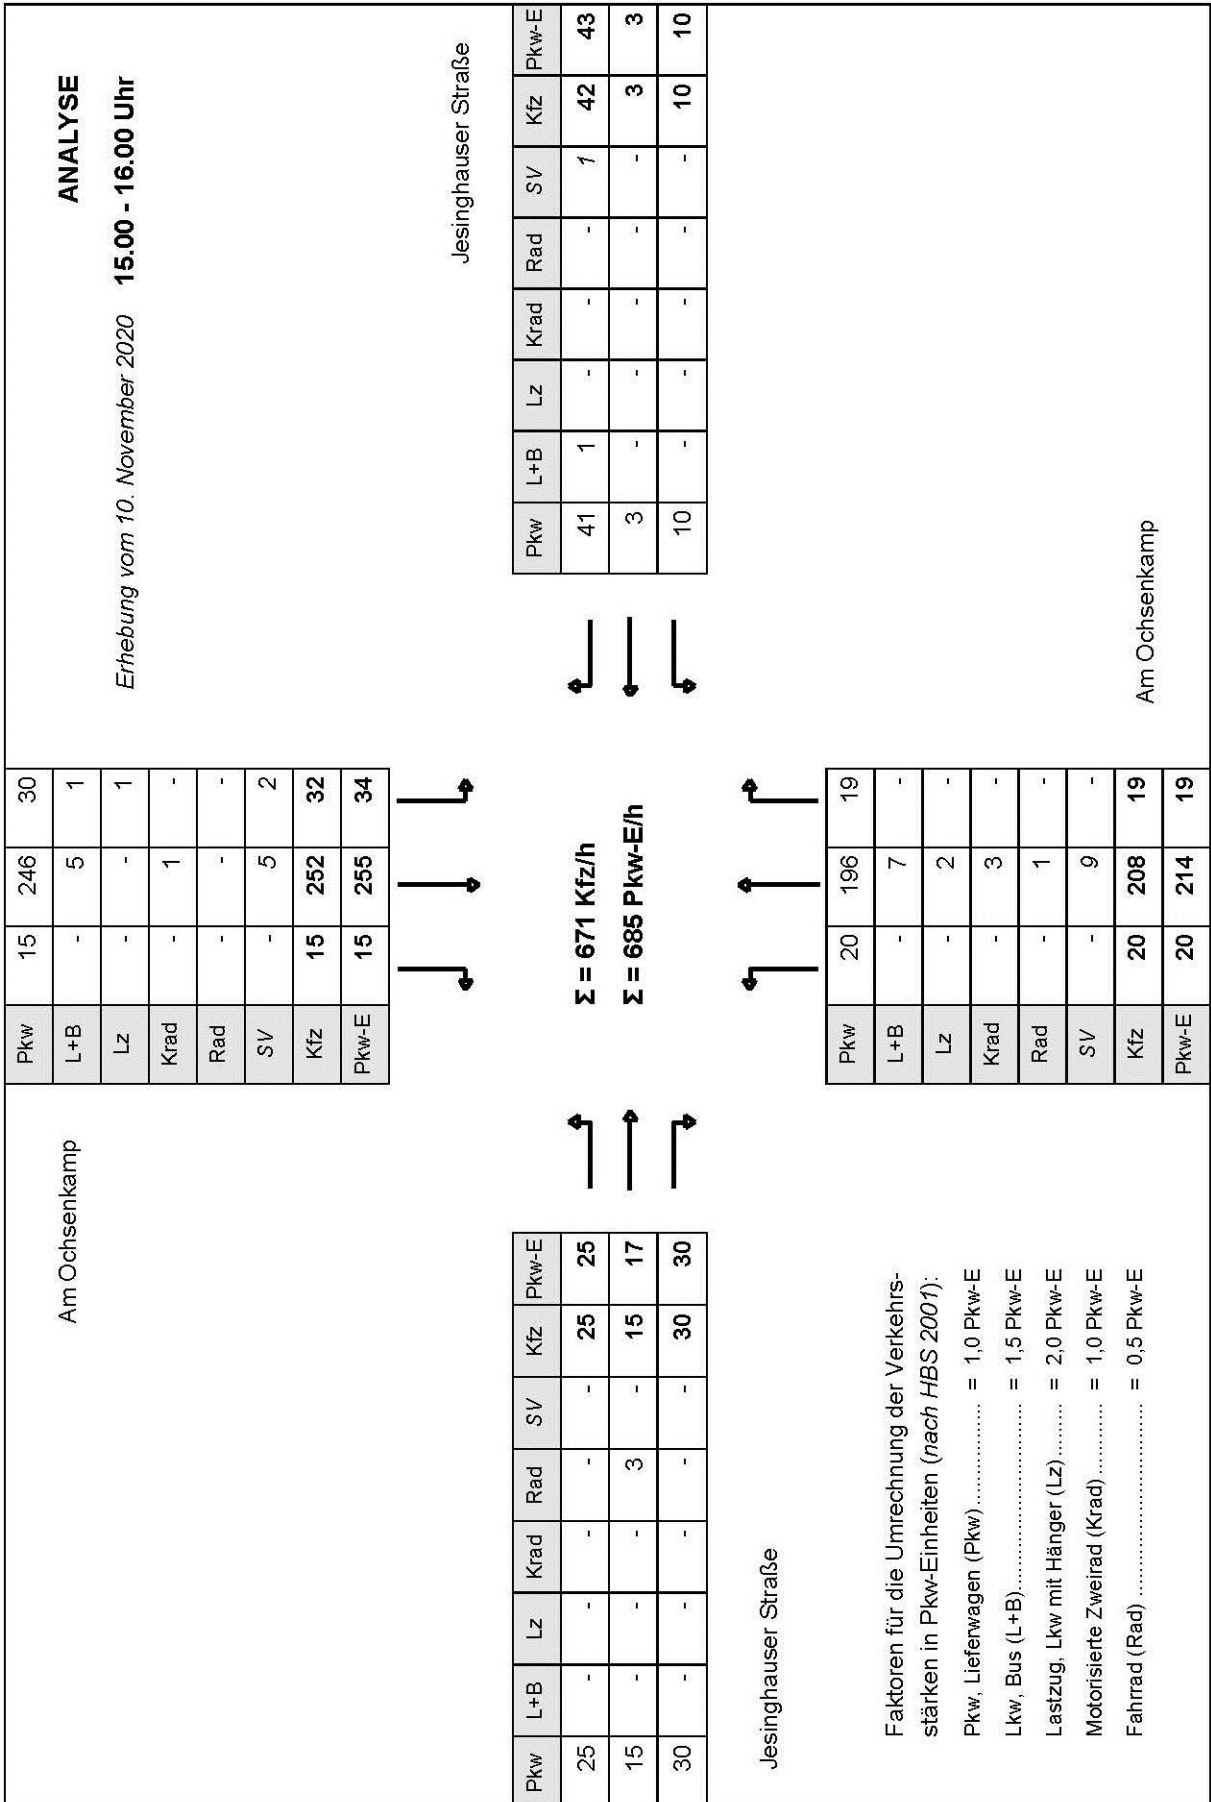 ANALYSE
Erhebung vom 10. November 2020 15.00 - 16.00 Uhr
Am Ochsenkamp
Pkw 15 246 30
L+B - 5 1
Lz - - 1
Krad - 1 -
Rad - - -
SV - 5 2
Kfz 15 252 32
Pkw-E 15 255 34
Jesinghauser Straße
Pkw L+B Lz Krad Rad SV Kfz Pkw-E
25 - - - - - 25 25
15 - - - 3 - 15 17
30 - - - - - 30 30
Σ = 671 Kfz/h
Σ = 685 Pkw-E/h
Pkw L+B Lz Krad Rad SV Kfz Pkw-E
41 1 - - - 1 42 43
3 - - - - - 3 3
10 - - - - - 10 10
Jesinghauser Straße
Pkw 20 196 19
L+B - 7 -
Lz - 2 -
Krad - 3 -
Rad - 1 -
SV - 9 -
Kfz 20 208 19
Pkw-E 20 214 19
Am Ochsenkamp
Faktoren für die Umrechnung der Verkehrs-
stärken in Pkw-Einheiten (nach HBS 2001):
Pkw, Lieferwagen (Pkw)................ = 1,0 Pkw-E
Lkw, Bus (L+B)................................ = 1,5 Pkw-E
Lastzug, Lkw mit Hänger (Lz)......... = 2,0 Pkw-E
Motorisierte Zweirad (Krad)............ = 1,0 Pkw-E
Fahrrad (Rad) ................................ = 0,5 Pkw-E